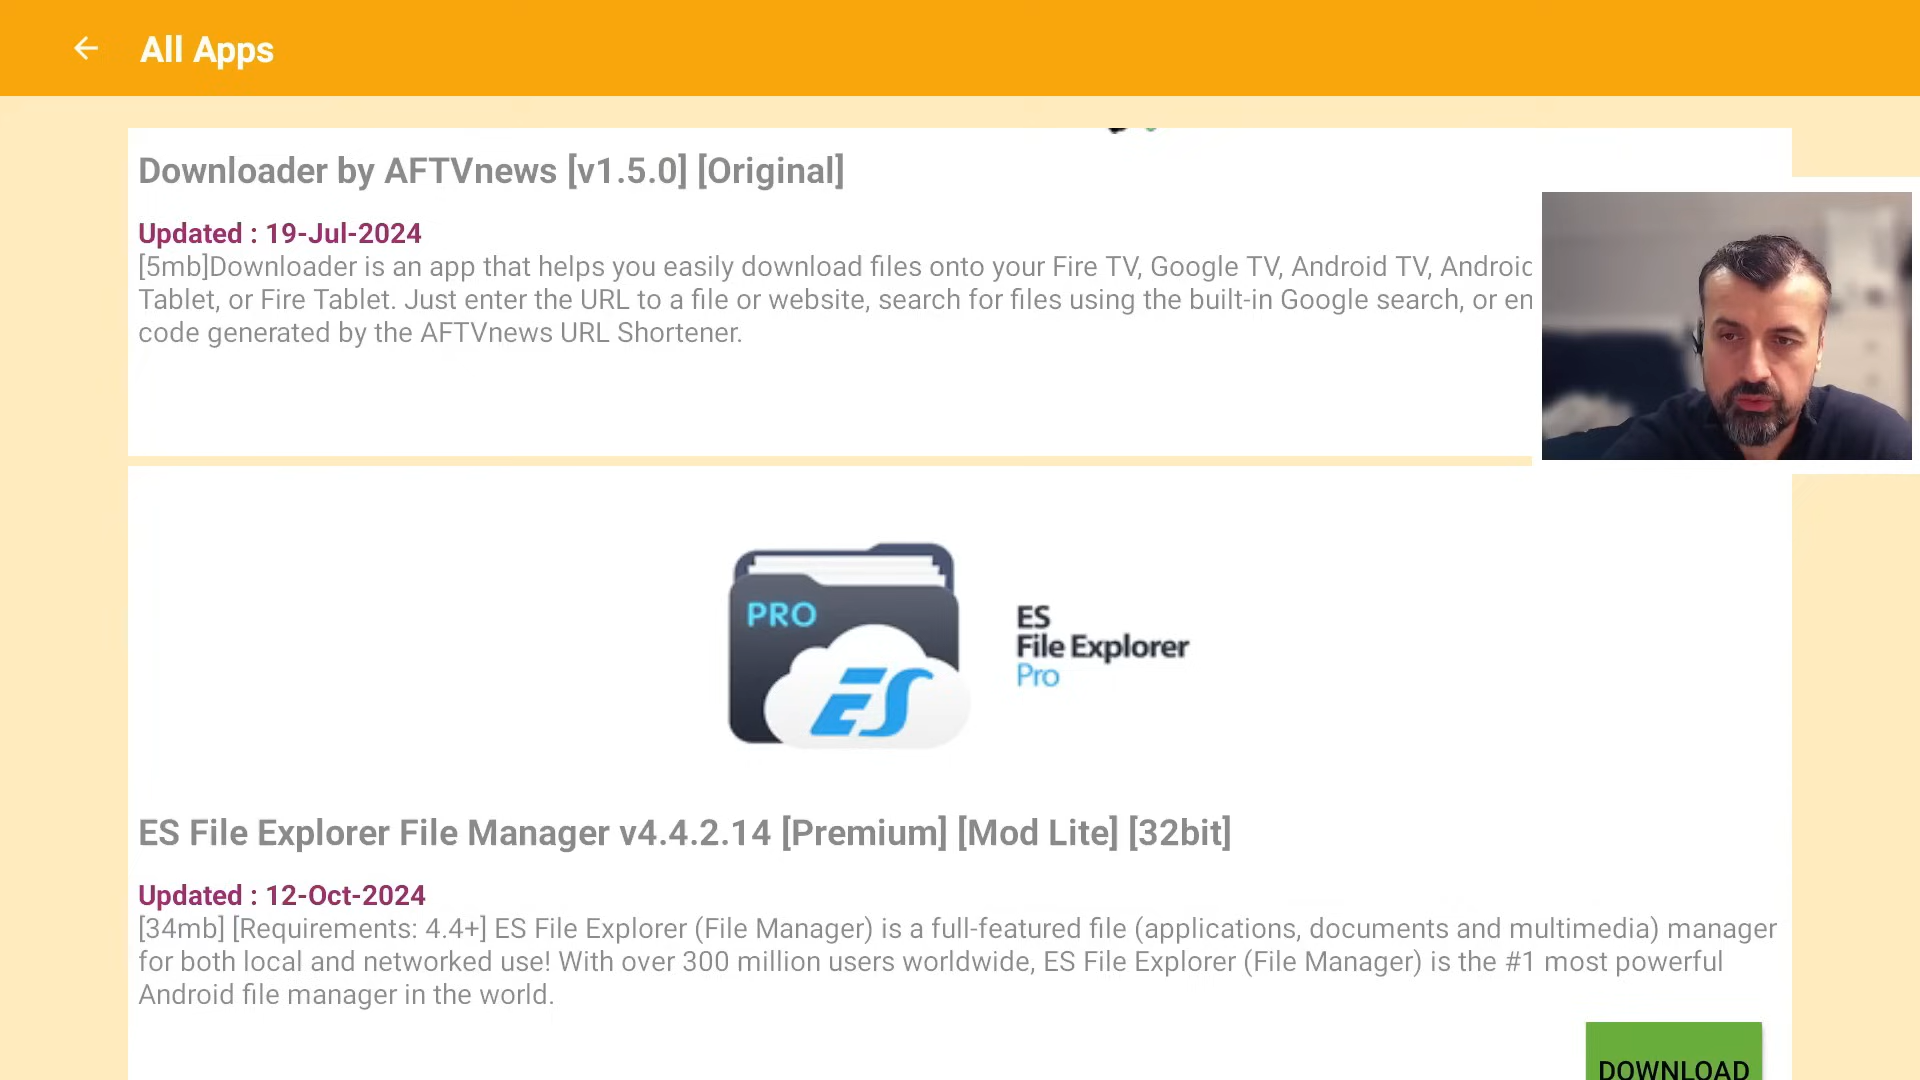 All Apps
Downloader by AFTVnews [v1.5.0] [Original]
Updated : 19-Jul-2024
[5mb]Downloader is an app that helps you easily download files onto your Fire TV, Google TV, Android TV,
Tablet, or Fire Tablet. Just enter the URL to a file or website, search for files using the built-in Google search, or
code generated by the AFTVnews URL Shortener.
PRO
ES
ES
File Explorer
Pro
ES File Explorer File Manager v4.4.2.14 [Premium] [Mod Lite] [32bit]
Updated : 12-Oct-2024
[34mb] [Requirements: 4.4+] ES File Explorer (File Manager) is a full-featured file (applications, documents and multimedia) manager
for both local and networked use! With over 300 million users worldwide, ES File Explorer (File Manager) is the #1 most powerful
Android file manager in the world.
DOWNLOAD